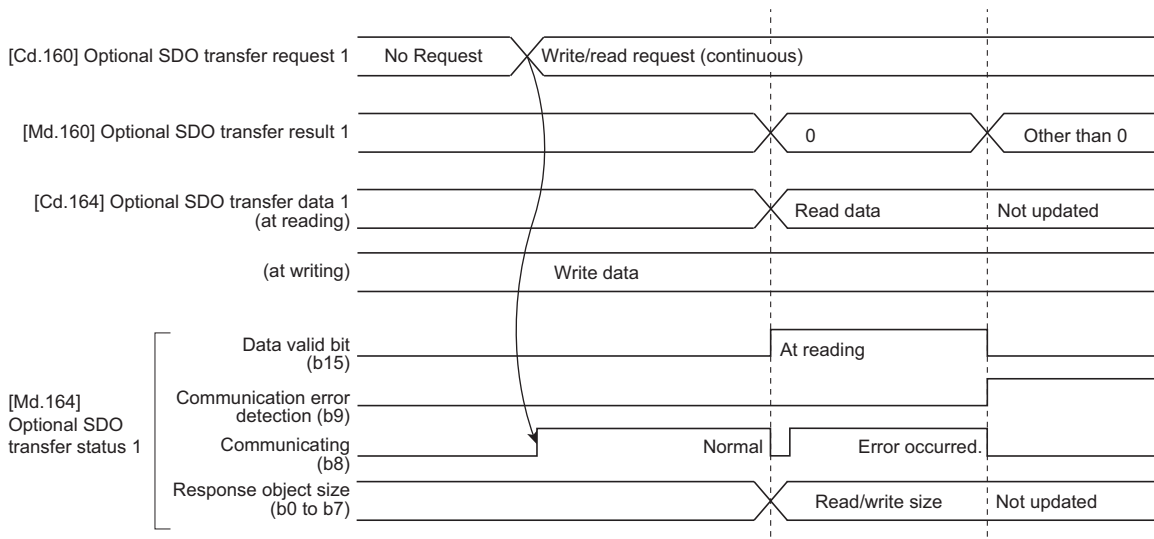 [Cd.160] Optional SDO transfer request 1
No Request
Write/read request (continuous)
[Md.160] Optional SDO transfer result 1
0
Other than 0
[Cd.164] Optional SDO transfer data 1
(at reading)
Read data
Not updated
(at writing)
Write data
Data valid bit
(b15)
At reading
[Md.164]
Optional SDO
transfer status 1
Communication error
detection (b9)
Communicating
(b8)
Normal
Error occurred.
Response object size
(b0 to b7)
Read/write size
Not updated